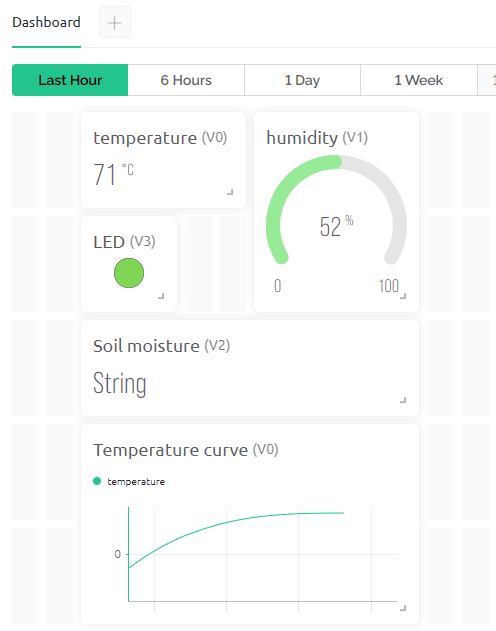 Dashboard
+
Last Hour 6 Hours 1 Day 1 Week
temperature (V0)
71 °C
humidity (V1)
52 %
0 100
LED (V3)
Soil moisture (V2)
String
Temperature curve (V0)
temperature
0